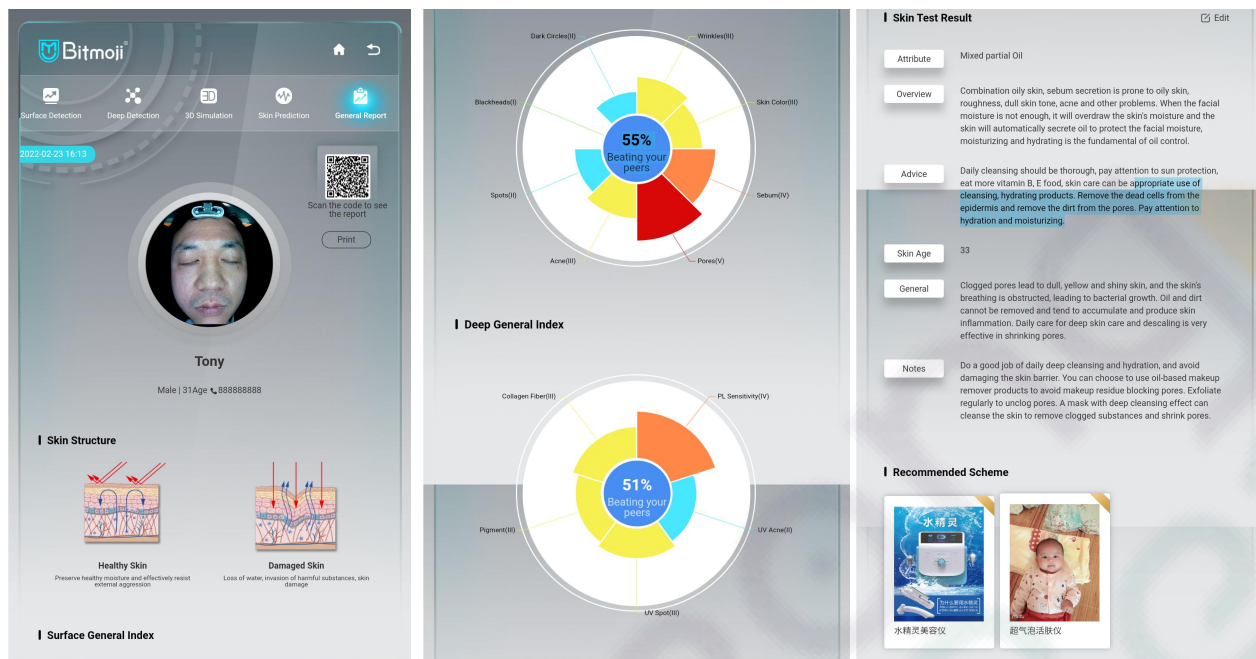 Bitmoji
Surface Detection
Deep Detection
3D Simulation
Skin Prediction
General Report
2022-02-23 16:13
Scan the code to see
the report
Print
Tony
Male | 31Age 888888888
Skin Structure
Healthy Skin
Preserve healthy moisture and effectively resist
external aggression
Damaged Skin
Loss of water, invasion of harmful substances, skin
damage
Surface General Index
Dark Circles(II)
Wrinkles(III)
Blackheads(I)
Skin Color(III)
55%
Beating your
peers
Spots(II)
Sebum(IV)
Acne(III)
Pores(V)
Deep General Index
Collagen Fiber(III)
PL Sensitivity(IV)
51%
Beating your
peers
Pigment(III)
UV Acne(II)
UV Spot(III)
Skin Test Result
Edit
Attribute
Mixed partial Oil
Overview
Combination oily skin, sebum secretion is prone to oily skin,
roughness, dull skin tone, acne and other problems. When the facial
moisture is not enough, it will overdraw the skin's moisture and the
skin will automatically secrete oil to protect the facial moisture,
moisturizing and hydrating is the fundamental of oil control.
Advice
Daily cleansing should be thorough, pay attention to sun protection,
eat more vitamin B, E food, skin care can be appropriate use of
cleansing, hydrating products. Remove the dead cells from the
epidermis and remove the dirt from the pores. Pay attention to
hydration and moisturizing.
Skin Age
33
General
Clogged pores lead to dull, yellow and shiny skin, and the skin's
breathing is obstructed, leading to bacterial growth. Oil and dirt
cannot be removed and tend to accumulate and produce skin
inflammation. Daily care for deep skin care and descaling is very
effective in shrinking pores.
Notes
Do a good job of daily deep cleansing and hydration, and avoid
damaging the skin barrier. You can choose to use oil-based makeup
remover products to avoid makeup residue blocking pores. Exfoliate
regularly to unclog pores. A mask with deep cleansing effect can
cleanse the skin to remove clogged substances and shrink pores.
Recommended Scheme
水精灵
为什么要用水精灵
水精灵美容仪
超气泡活肤仪